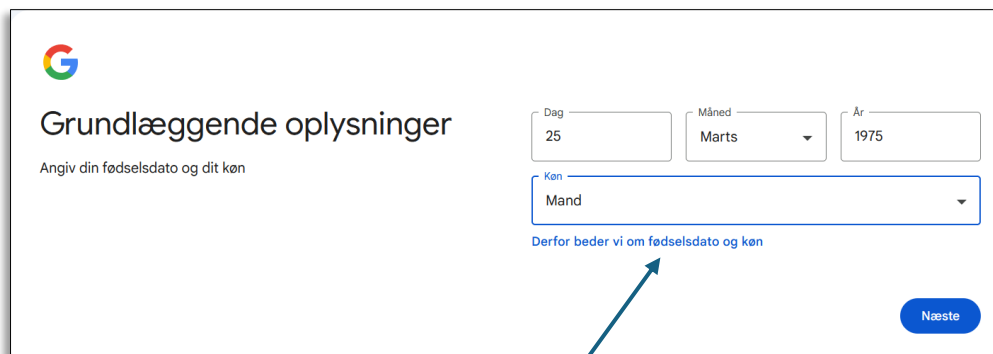 Grundlæggende oplysninger
Angiv din fødselsdato og dit køn
Dag
25
Måned
Marts
År
1975
Køn
Mand
Derfor beder vi om fødselsdato og køn
Næste